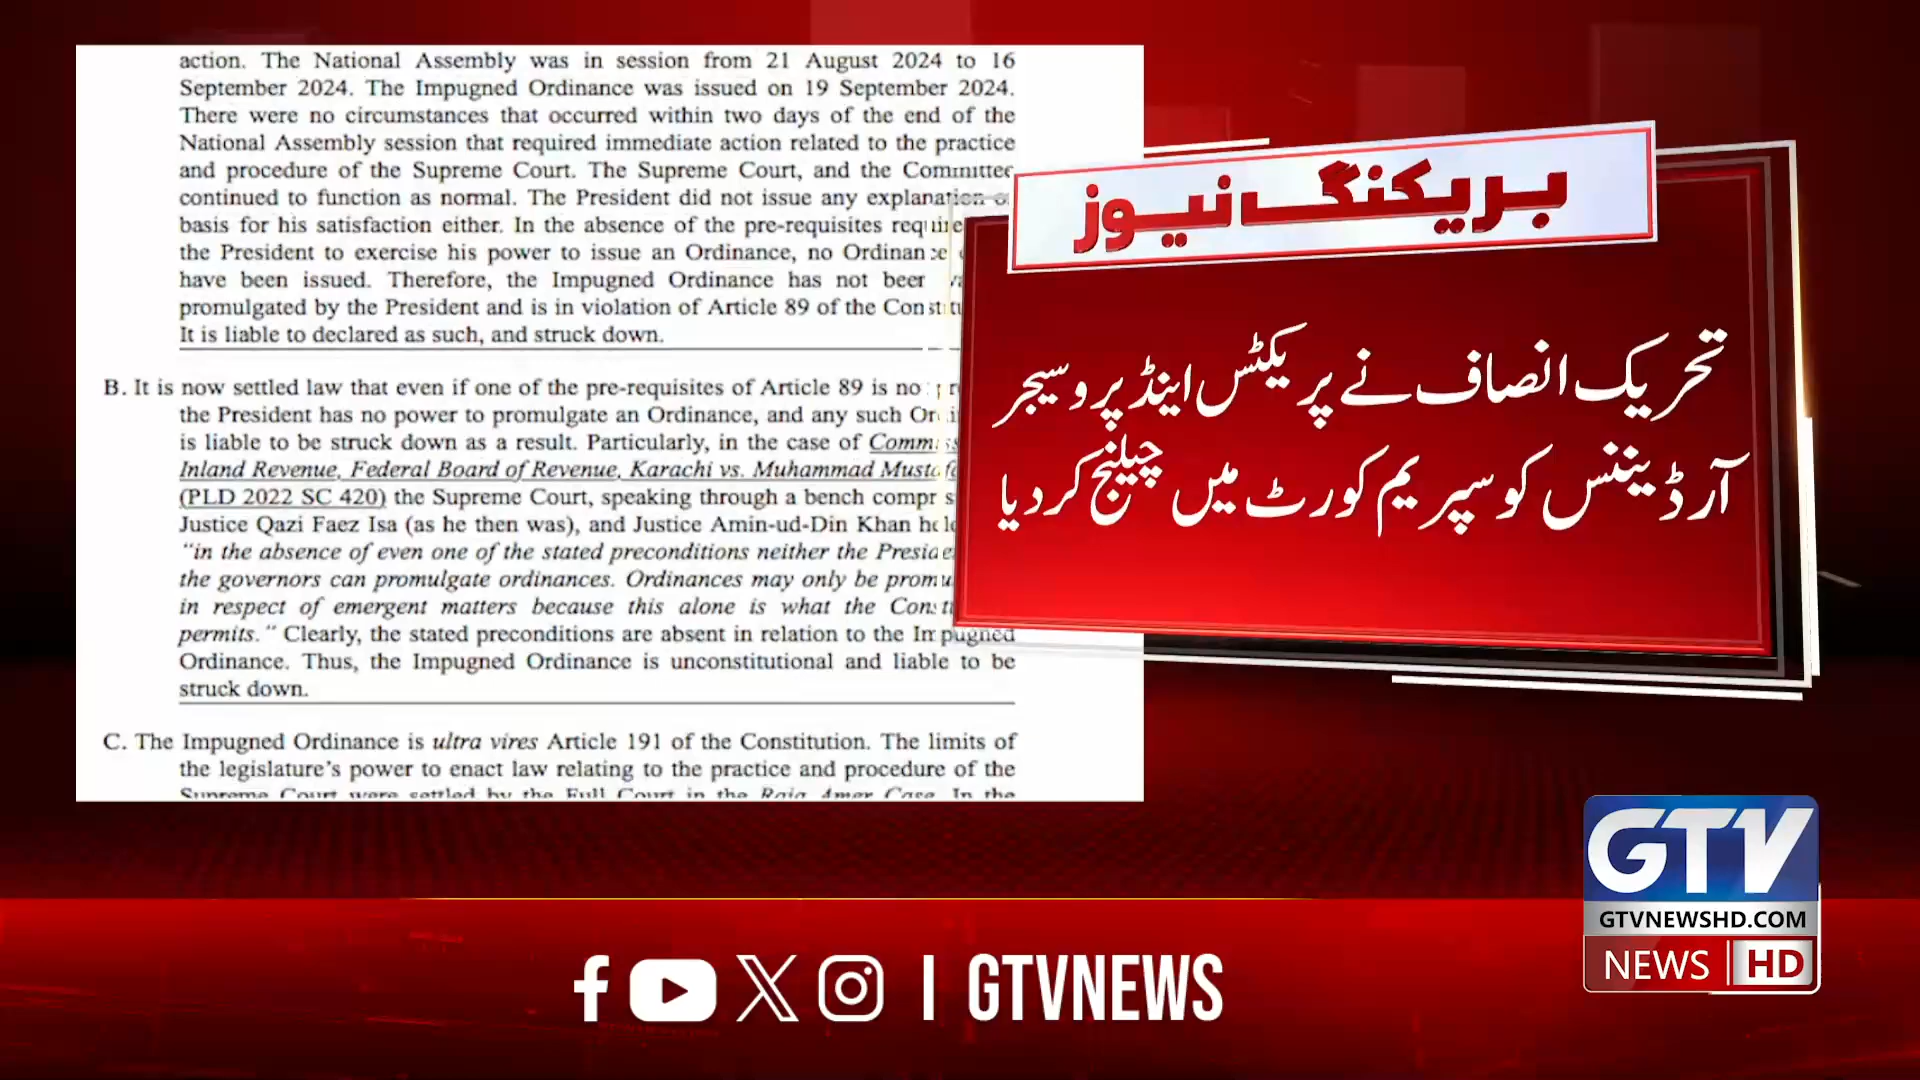 action. The National Assembly was in session from 21 August 2024 to 16
September 2024. The Impugned Ordinance was issued on 19 September 2024.
There were no circumstances that occurred within two days of the end of the
National Assembly session that required immediate action related to the practice
and procedure of the Supreme Court. The Supreme Court, and the Committee
continued to function as normal. The President did not issue any explanation
basis for his satisfaction either. In the absence of the pre-requisites
the President to exercise his power to issue an Ordinance, no
have been issued. Therefore, the Impugned Ordinance has not been
promulgated by the President and is in violation of Article 89 of the
It is liable to declared as such, and struck down.
B. It is now settled law that even if one of the pre-requisites of Article 89 is
the President has no power to promulgate an Ordinance, and any such
is liable to be struck down as a result. Particularly, in the case of
Inland Revenue, Federal Board of Revenue, Karachi vs. Muhammad
(PLD 2022 SC 420) the Supreme Court, speaking through a bench
Justice Qazi Faez Isa (as he then was), and Justice Amin-ud-Din Khan
"in the absence of even one of the stated preconditions neither the
the governors can promulgate ordinances. Ordinances may only be
in respect of emergent matters because this alone is what the
permits." Clearly, the stated preconditions are absent in relation to the Impugned
Ordinance. Thus, the Impugned Ordinance is unconstitutional and liable to be
struck down.
C. The Impugned Ordinance is ultra vires Article 191 of the Constitution. The limits of
the legislature's power to enact law relating to the practice and procedure of the
Supreme Court were settled by the Full Court in the Raja Amer Case. In the
بریکنگ نیوز
تحریک انصاف نے پریکٹس اینڈ پروسیجر
آرڈیننس کو سپریم کورٹ میں چیلنج کردیا
GTV
GTVNEWSHD.COM
NEWS HD
GTVNEWS